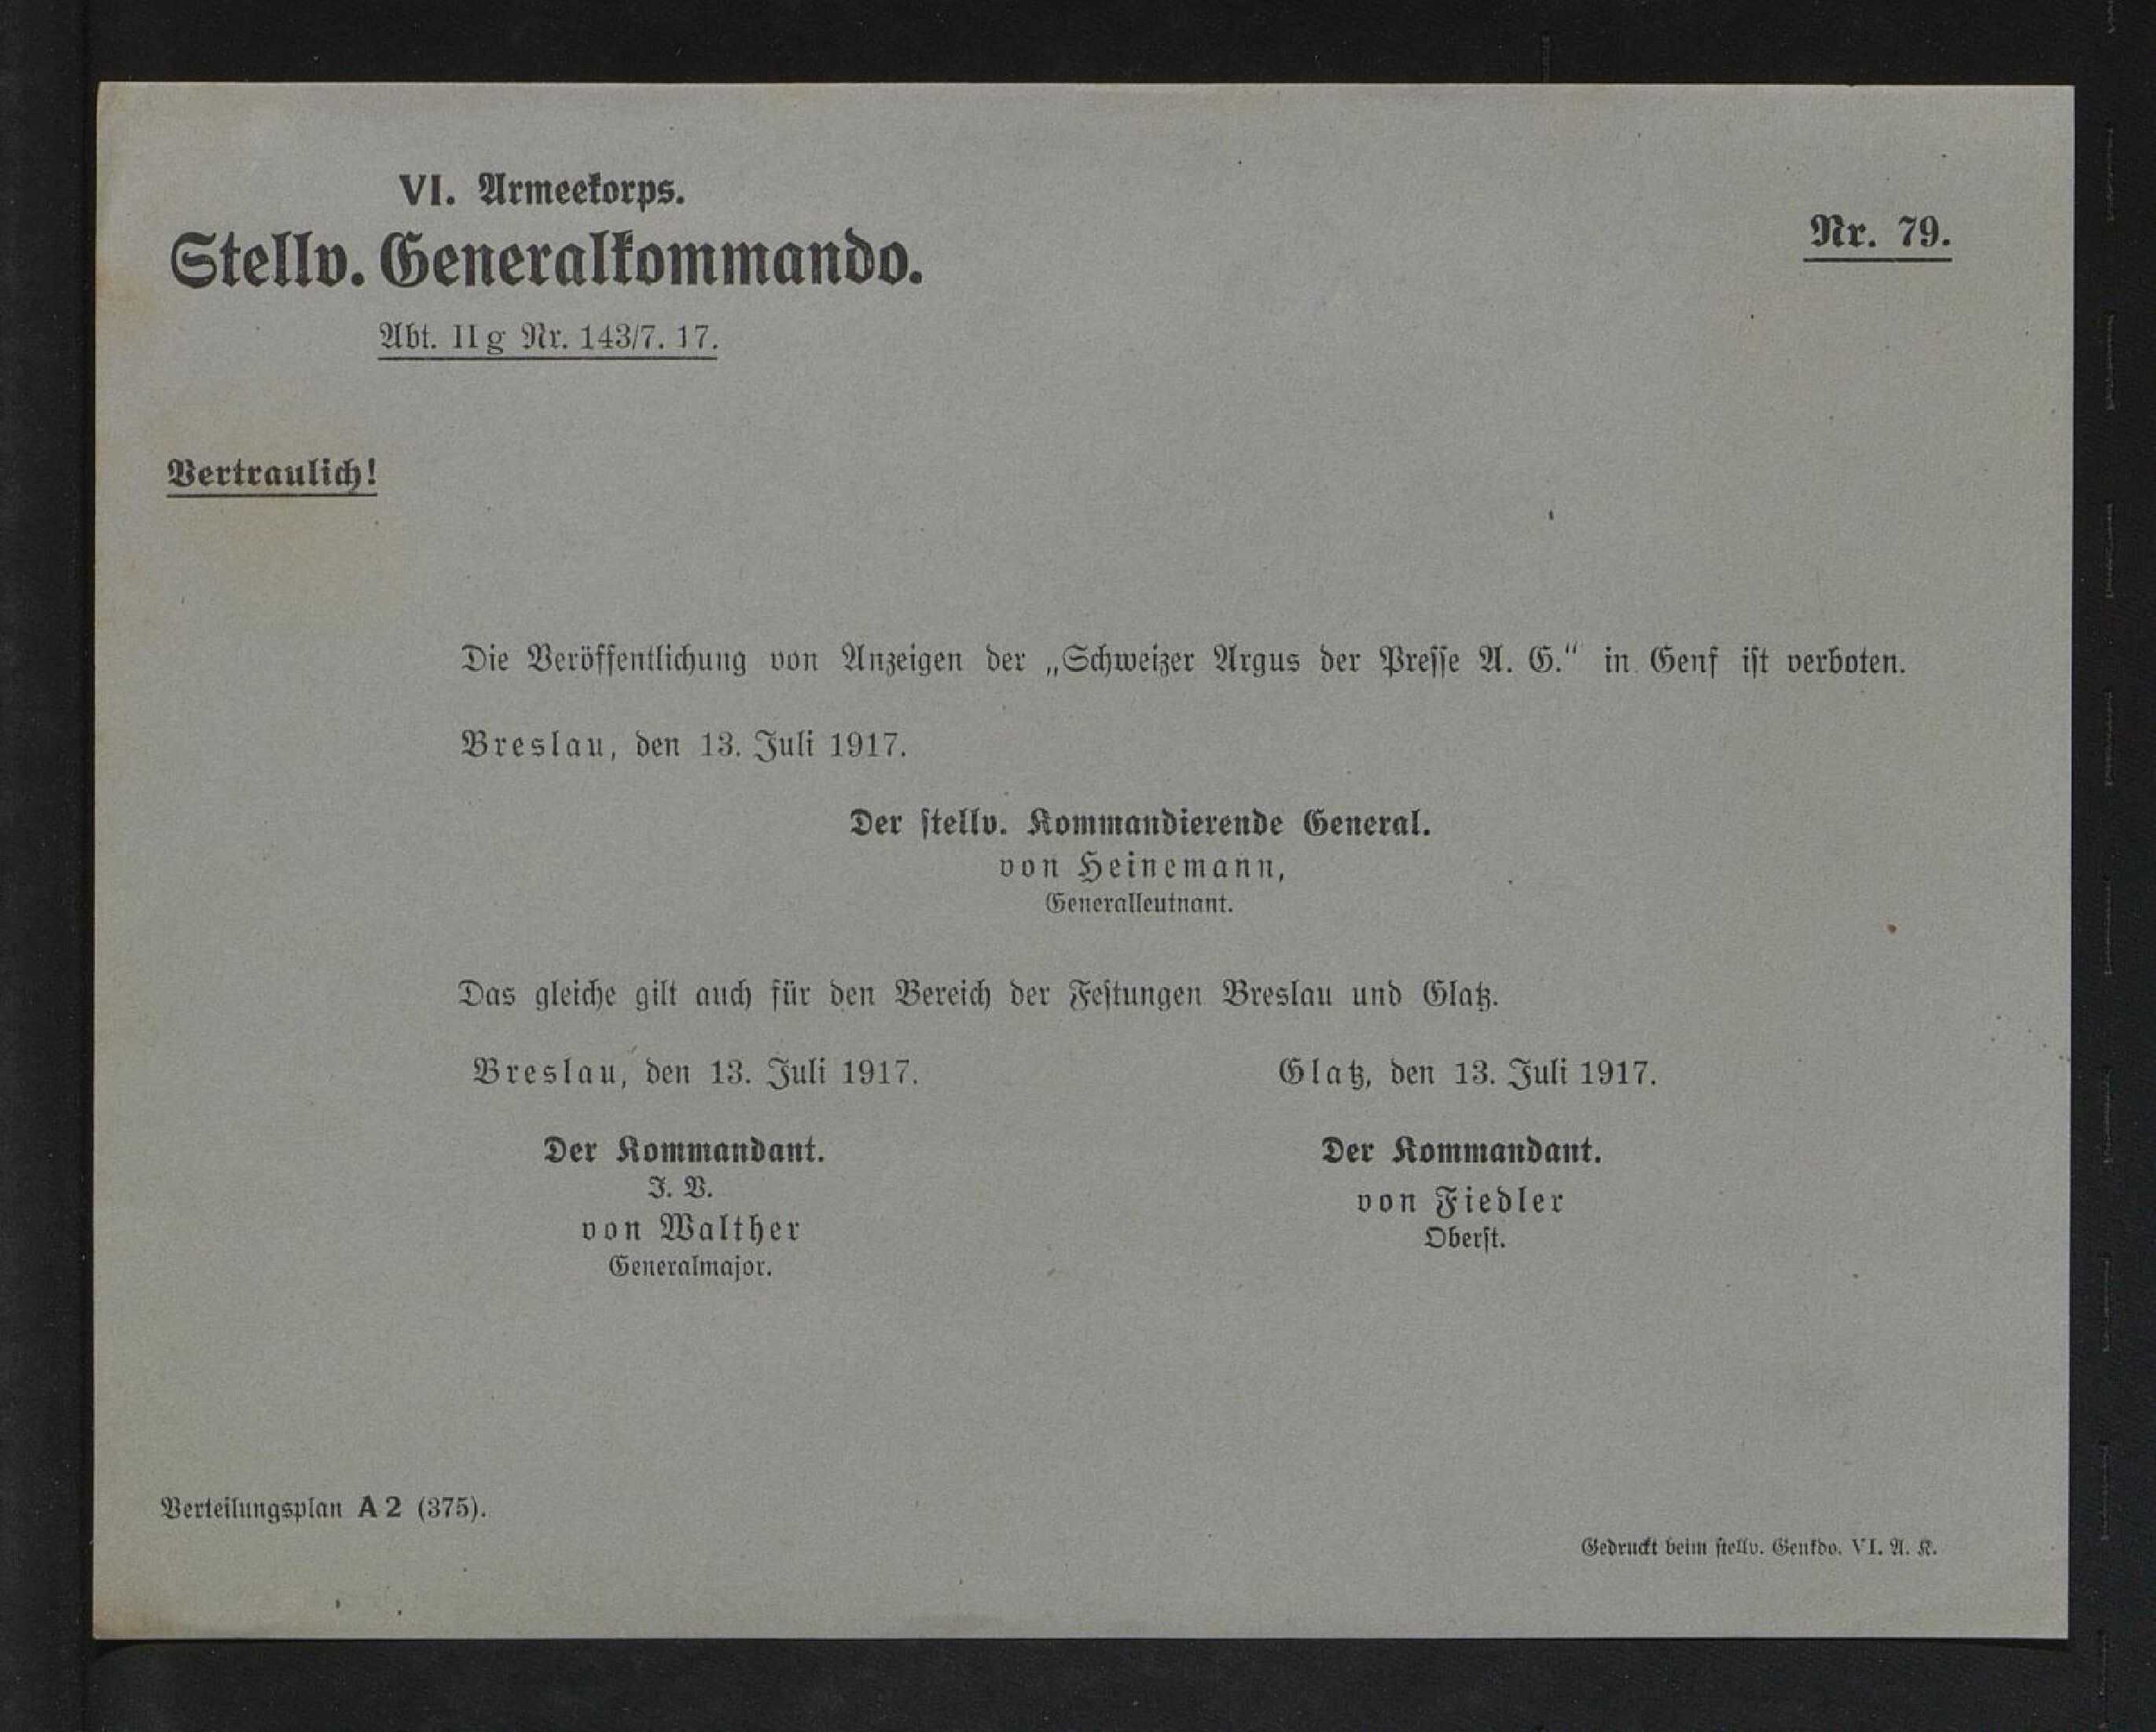 VI. Armeekorps.
Stellv. Generalkommando.
Nr. 79.
Abt. II g Nr. 143/7. 17.
Vertraulich!
Die Veröffentlichung von Anzeigen der „Schweizer Argus der Presse A. G.“ in Genf ist verboten.
Breslau, den 13. Juli 1917.
Der stellv. Kommandierende General.
von Heinemann,
Generalleutnant.
Das gleiche gilt auch für den Bereich der Festungen Breslau und Glatz.
Breslau, den 13. Juli 1917.
Der Kommandant.
J. V.
von Walther
Generalmajor.
Glatz, den 13. Juli 1917.
Der Kommandant.
von Fiedler
Oberst.
Verteilungsplan A 2 (375).
Gedruckt beim stellv. Genkdo. VI. A. K.